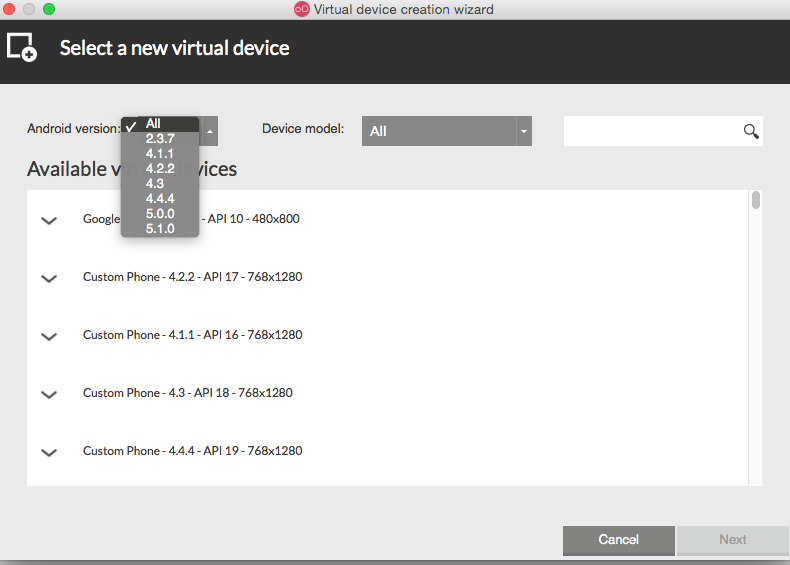 Virtual device creation wizard
Select a new virtual device
Android version:
All
2.3.7
4.1.1
4.2.2
4.3
4.4.4
5.0.0
5.1.0
Device model:
All
Available v vices
Google - API 10 - 480x800
Custom Phone - 4.2.2 - API 17 - 768x1280
Custom Phone - 4.1.1 - API 16 - 768x1280
Custom Phone - 4.3 - API 18 - 768x1280
Custom Phone - 4.4.4 - API 19 - 768x1280
Cancel
Next